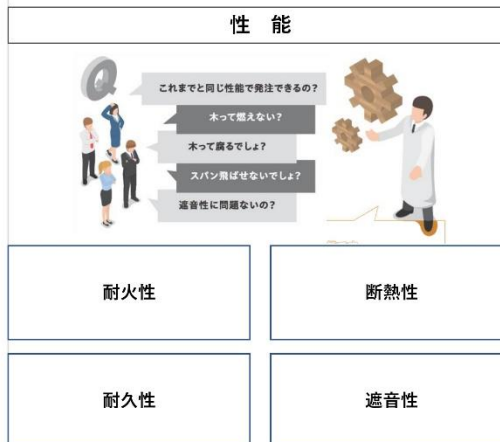 性 能
Q
これまでと同じ性能で発注できるの?
木って燃えない?
木って腐るでしょ?
スパン飛ばせないでしょ?
遮音性に問題ないの?
耐火性
断熱性
耐久性
遮音性